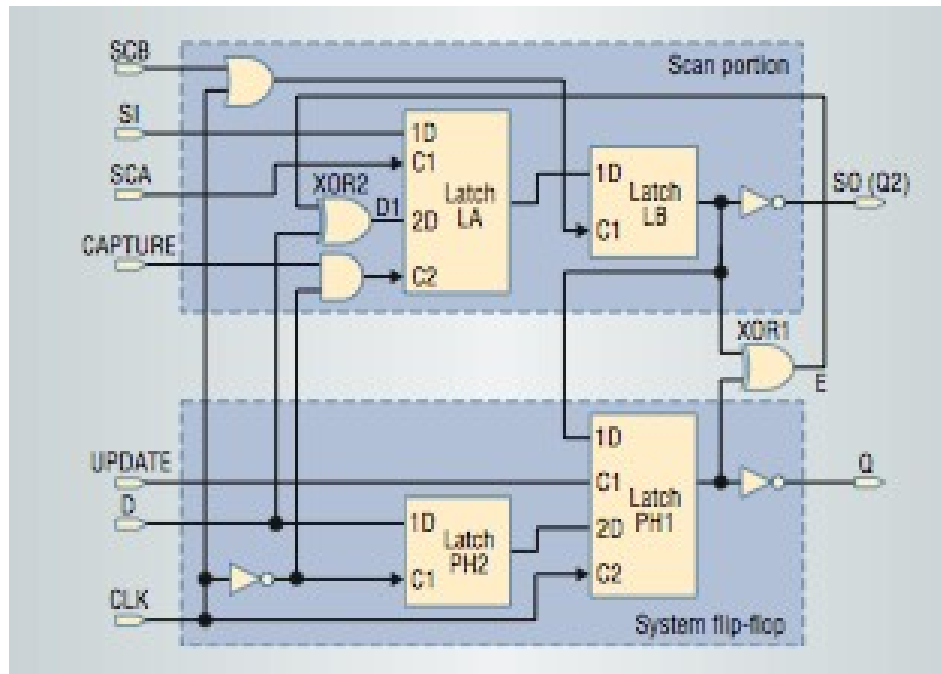 SCB
Scan portion
SI
1D
C1
SCA
XOR2
D1
2D
Latch
LA
1D
Latch
LB
C1
SO (Q2)
CAPTURE
C2
XOR1
E
1D
UPDATE
C1
Latch
PH1
Q
D
1D
Latch
PH2
2D
C1
C2
CLK
System flip-flop